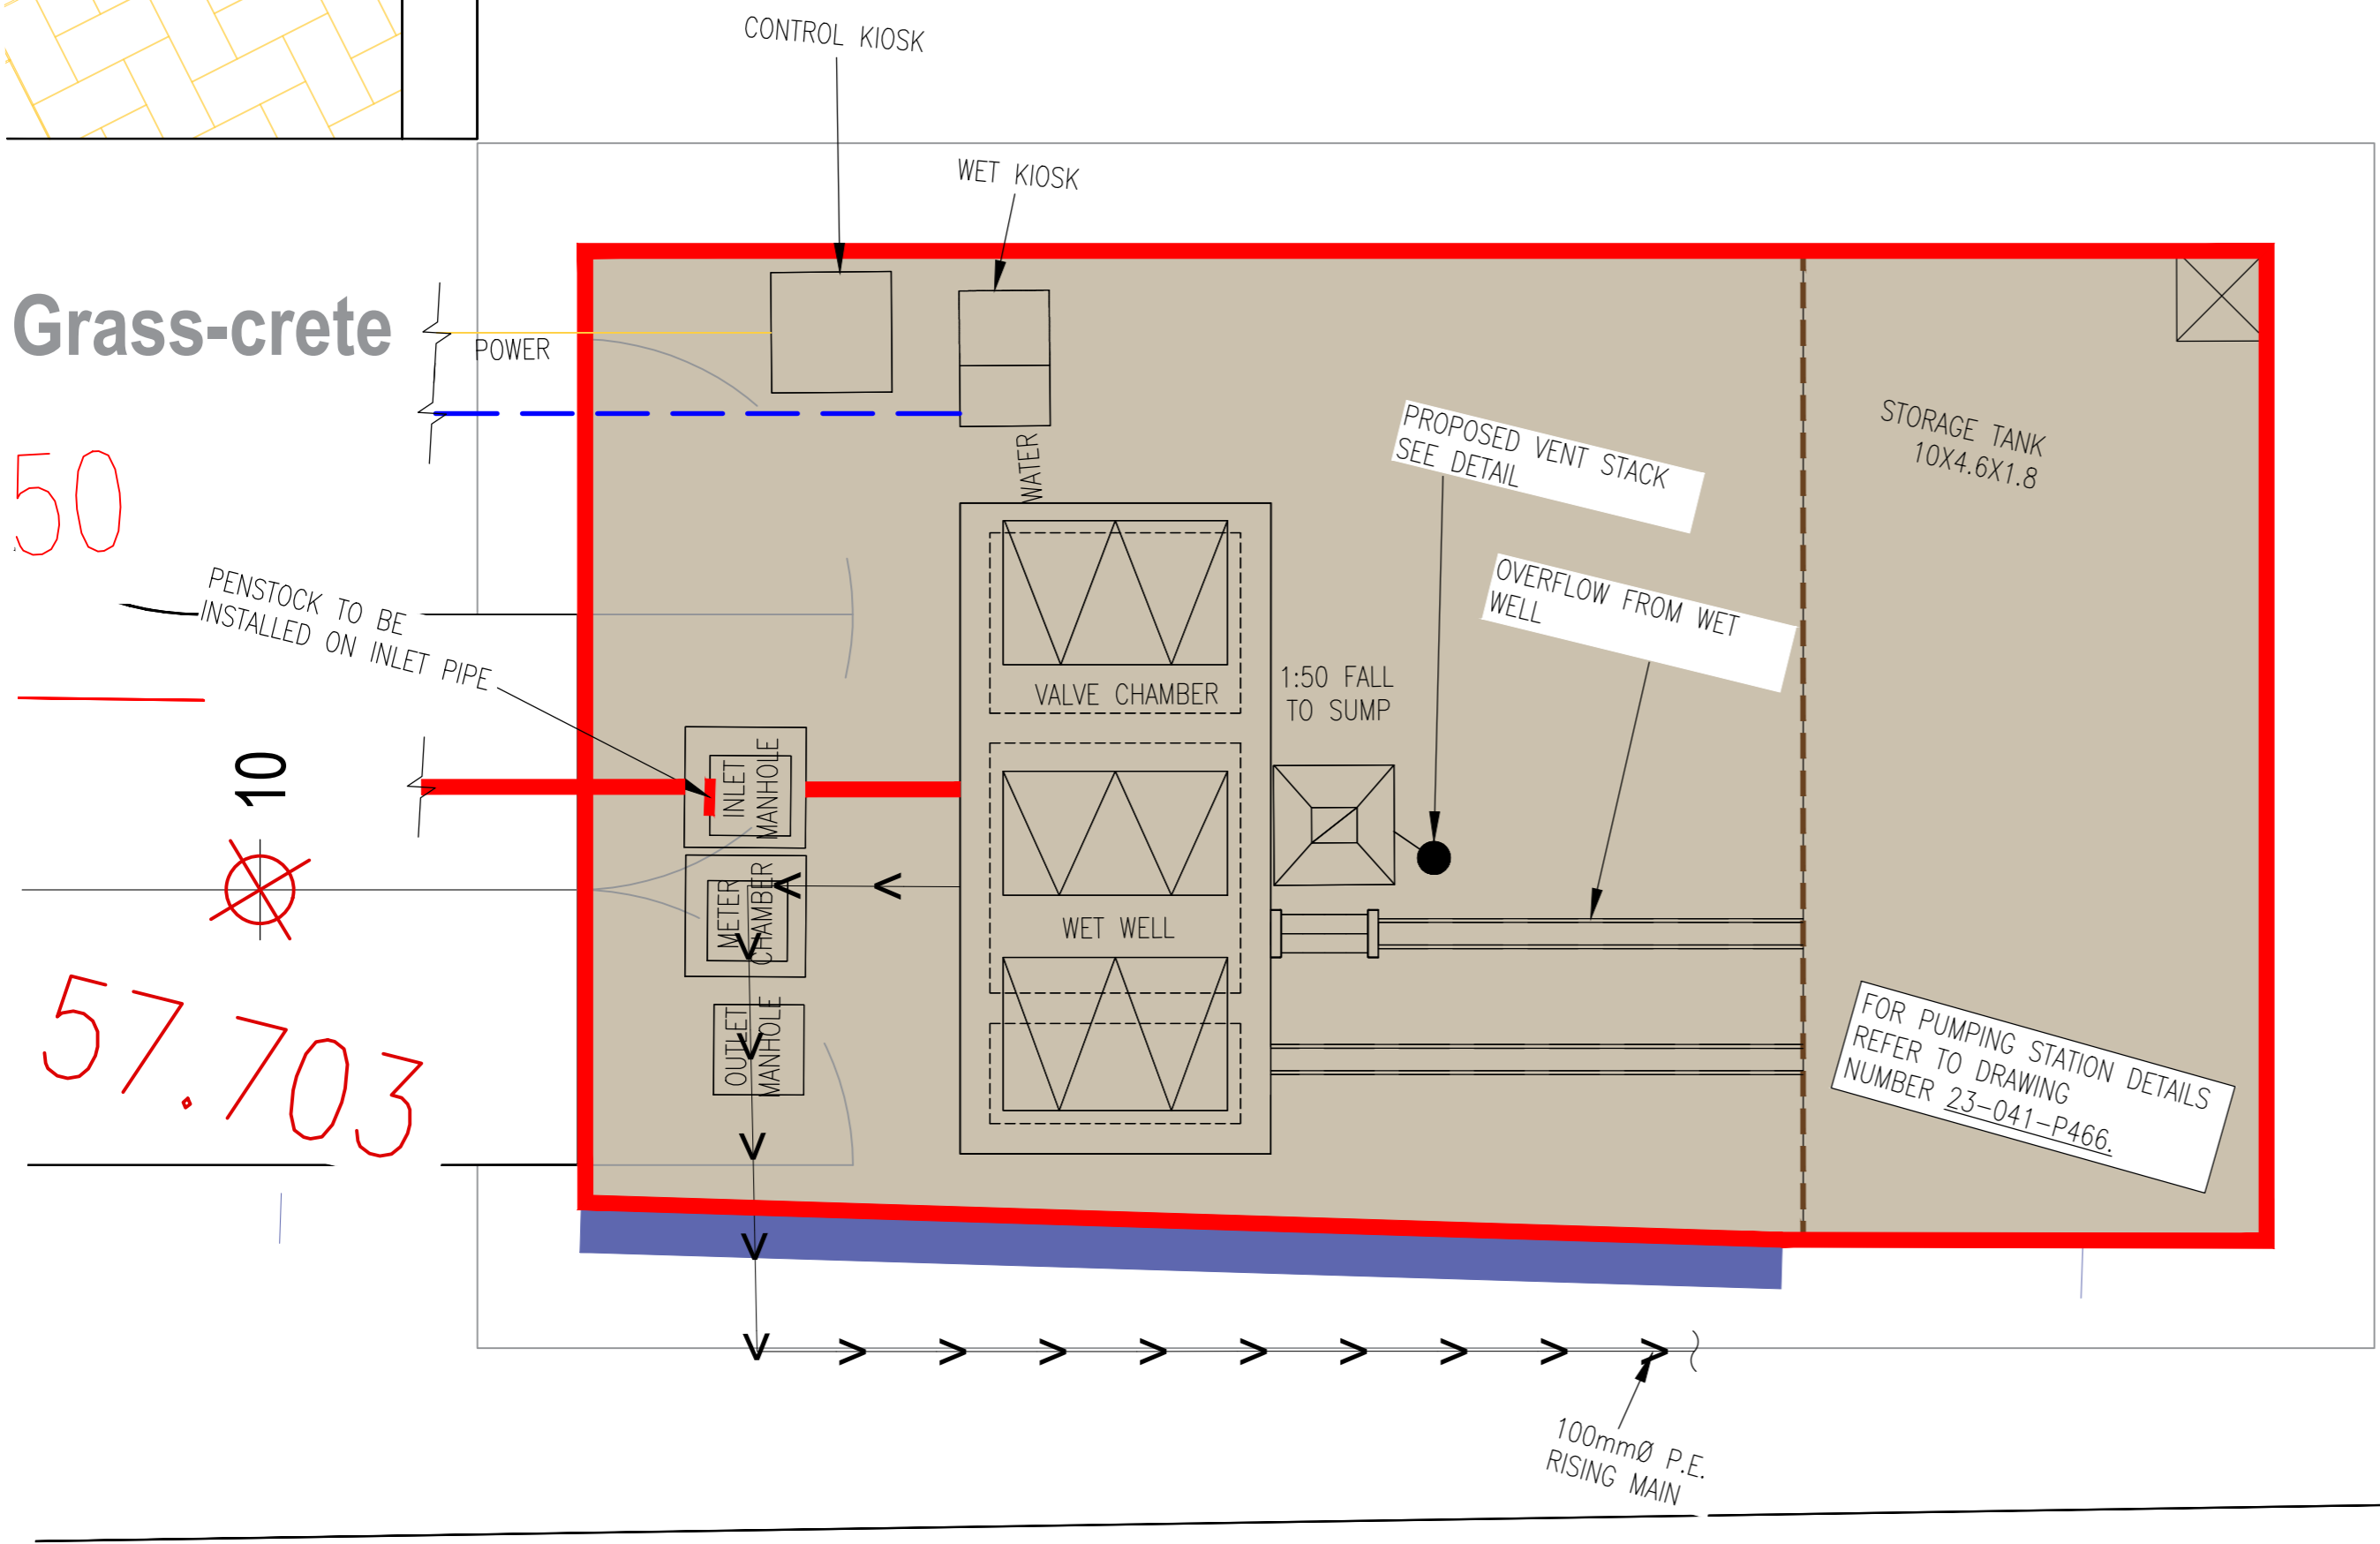 CONTROL KIOSK
WET KIOSK
Grass-crete
POWER
WATER
50
PROPOSED VENT STACK
SEE DETAIL
STORAGE TANK
10X4.6X1.8
OVERFLOW FROM WET
WELL
PENSTOCK TO BE
INSTALLED ON INLET PIPE
VALVE CHAMBER
1:50 FALL
TO SUMP
10
INLET
MANHOLE
METER
CHAMBER
WET WELL
OUTLET
MANHOLE
57.703
FOR PUMPING STATION DETAILS
REFER TO DRAWING
NUMBER 23-041-P466.
100mmØ P.E.
RISING MAIN